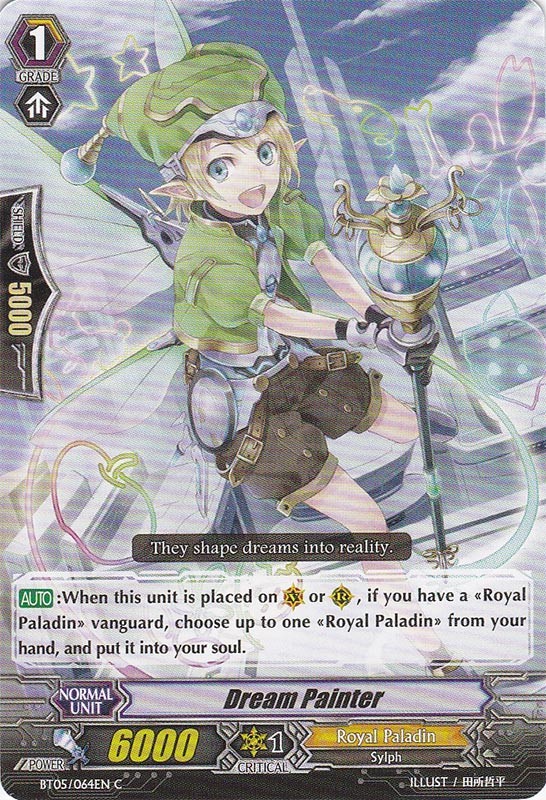 1
GRADE
SHIELD
5000
They shape dreams into reality.
AUTO:When this unit is placed on V or R, if you have a «Royal
Paladin» vanguard, choose up to one «Royal Paladin» from your
hand, and put it into your soul.
NORMAL
UNIT
Dream Painter
POWER
6000
1
CRITICAL
Royal Paladin
Sylph
BT05/064EN C
ILLUST / 田所哲平